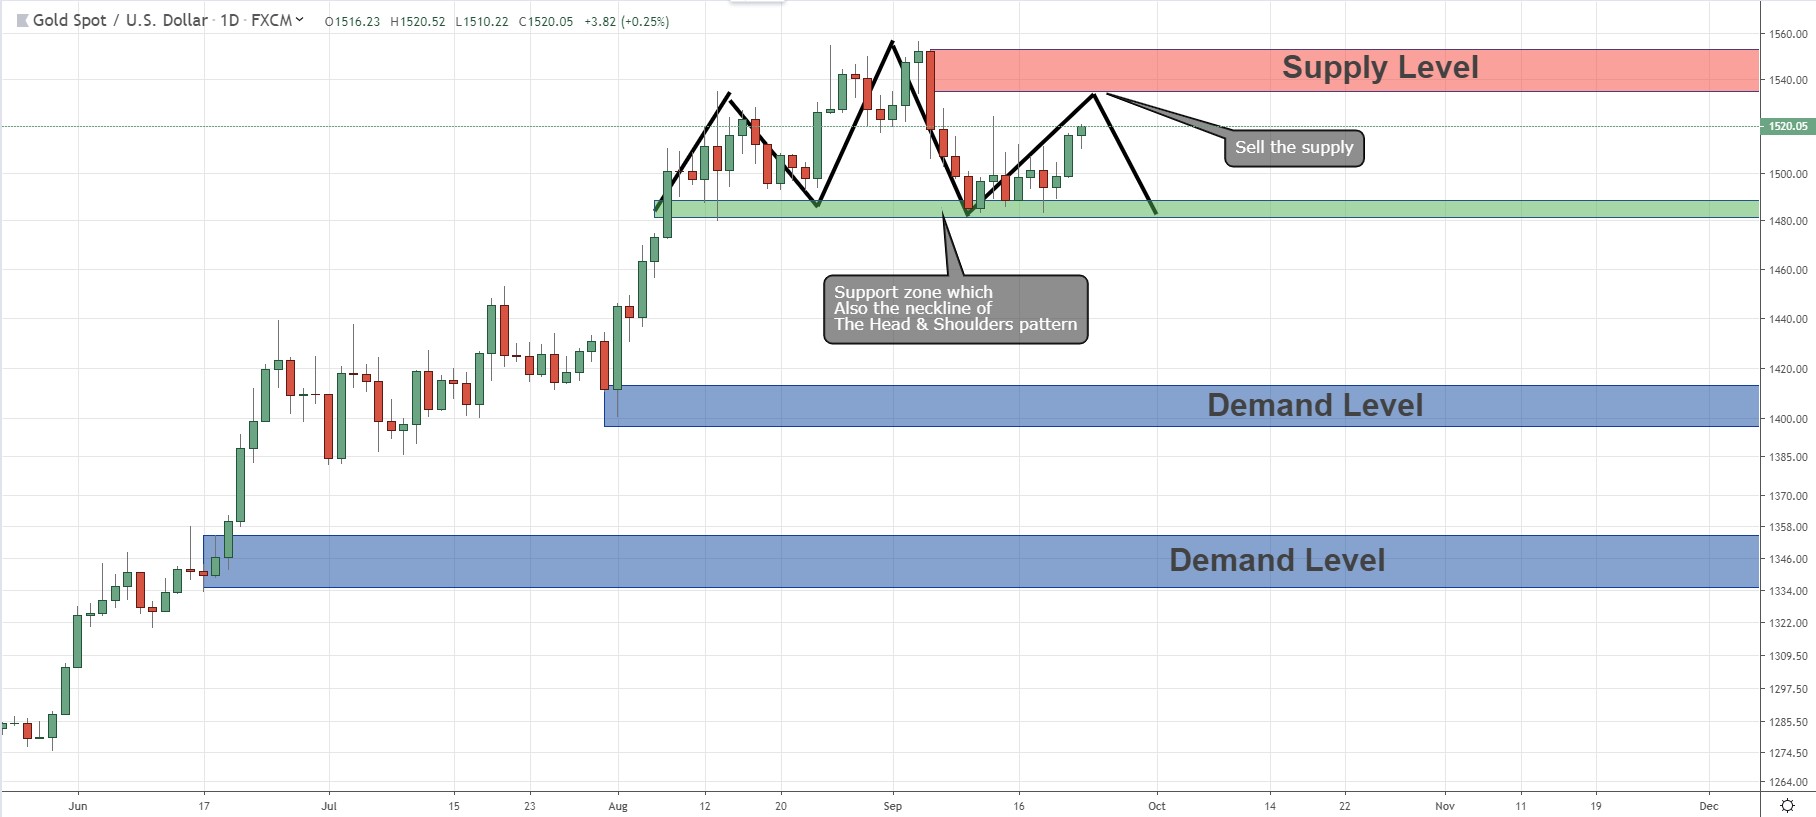 Gold Spot / U.S. Dollar · 1D · FXCM O1516.23 H1520.52 L1510.22 C1520.05 +3.82 (+0.25%)
1560.00
Supply Level
1540.00
1520.05
Sell the supply
1500.00
1480.00
1460.00
Support zone which
Also the neckline of
The Head & Shoulders pattern
1440.00
1420.00
Demand Level
1400.00
1385.00
1370.00
1358.00
Demand Level
1346.00
1334.00
1322.00
1309.50
1297.50
1285.50
1274.50
1264.00
Jun 17 Jul 15 23 Aug 12 20 Sep 16 Oct 14 22 Nov 11 19 Dec